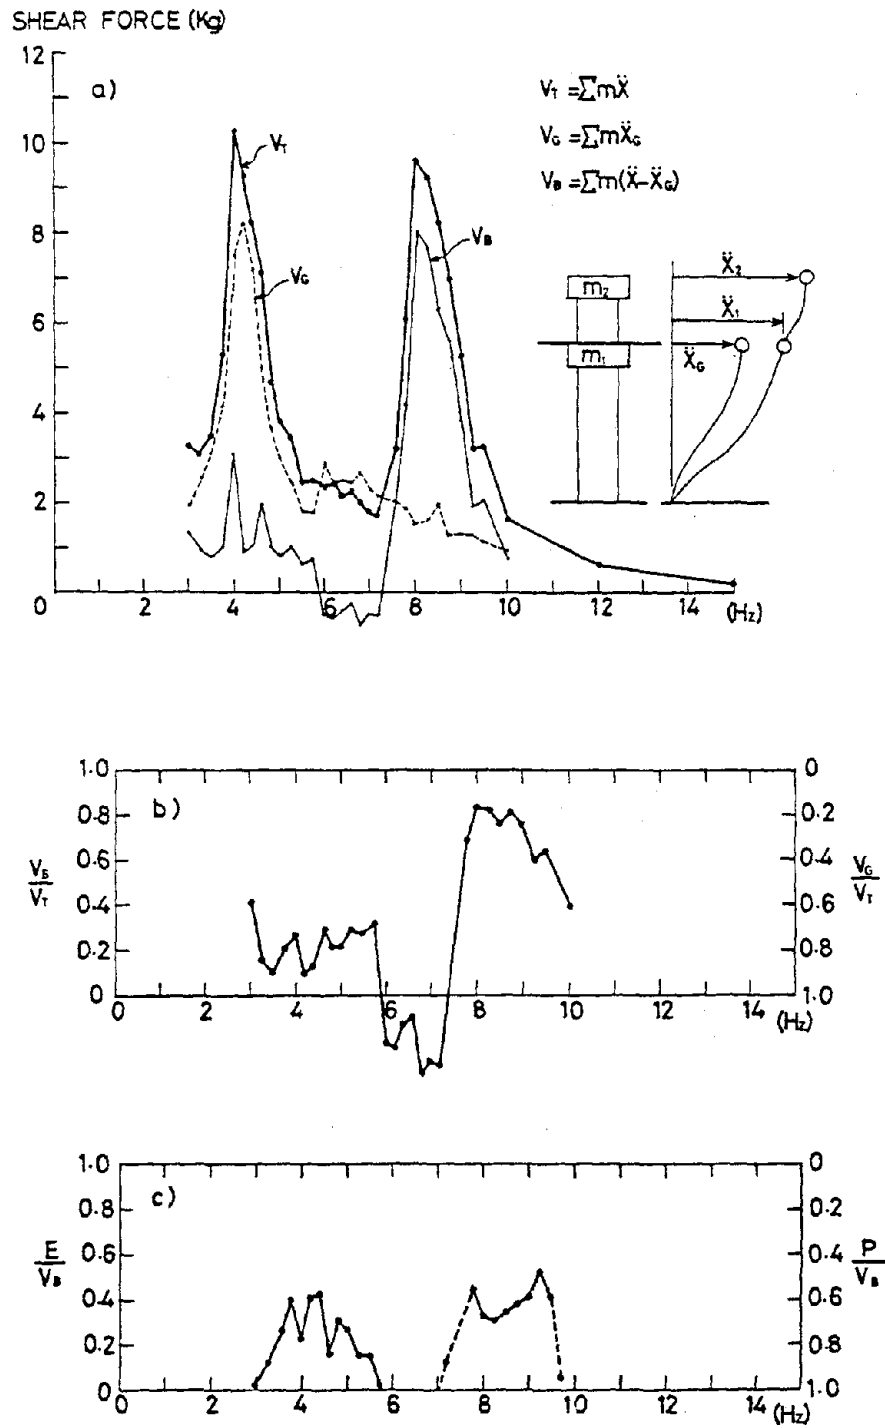 SHEAR FORCE (Kg)
12
10
8
6
4
2
0
a)
V_T
V_G
V_B
V_T = ∑mẌ
V_G = ∑mẌ_G
V_B = ∑m(Ẍ-Ẍ_G)
m_2
m_1
Ẍ_2
Ẍ_1
Ẍ_G
2 4 6 8 10 12 14 (Hz)
b)
1.0
0.8
0.6
0.4
0.2
0
V_B
V_T
0
0.2
0.4
0.6
0.8
1.0
V_G
V_T
0 2 4 6 8 10 12 14 (Hz)
c)
1.0
0.8
0.6
0.4
0.2
0
E
V_B
0
0.2
0.4
0.6
0.8
1.0
P
V_B
0 2 4 6 8 10 12 14 (Hz)